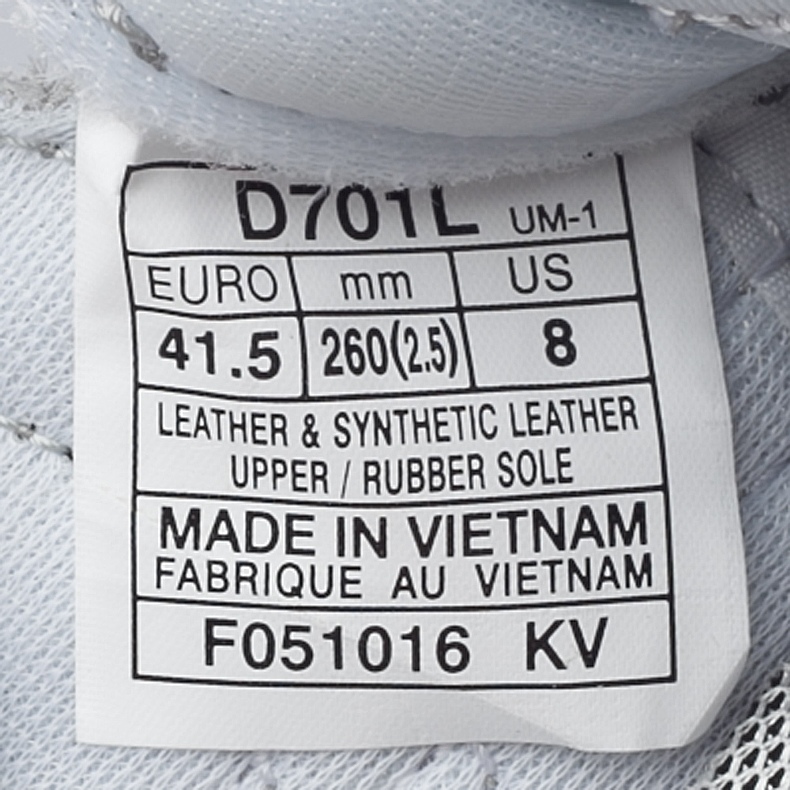 D701L UM-1
EURO mm US
41.5 260(2.5) 8
LEATHER & SYNTHETIC LEATHER
UPPER / RUBBER SOLE
MADE IN VIETNAM
FABRIQUE AU VIETNAM
F051016 KV